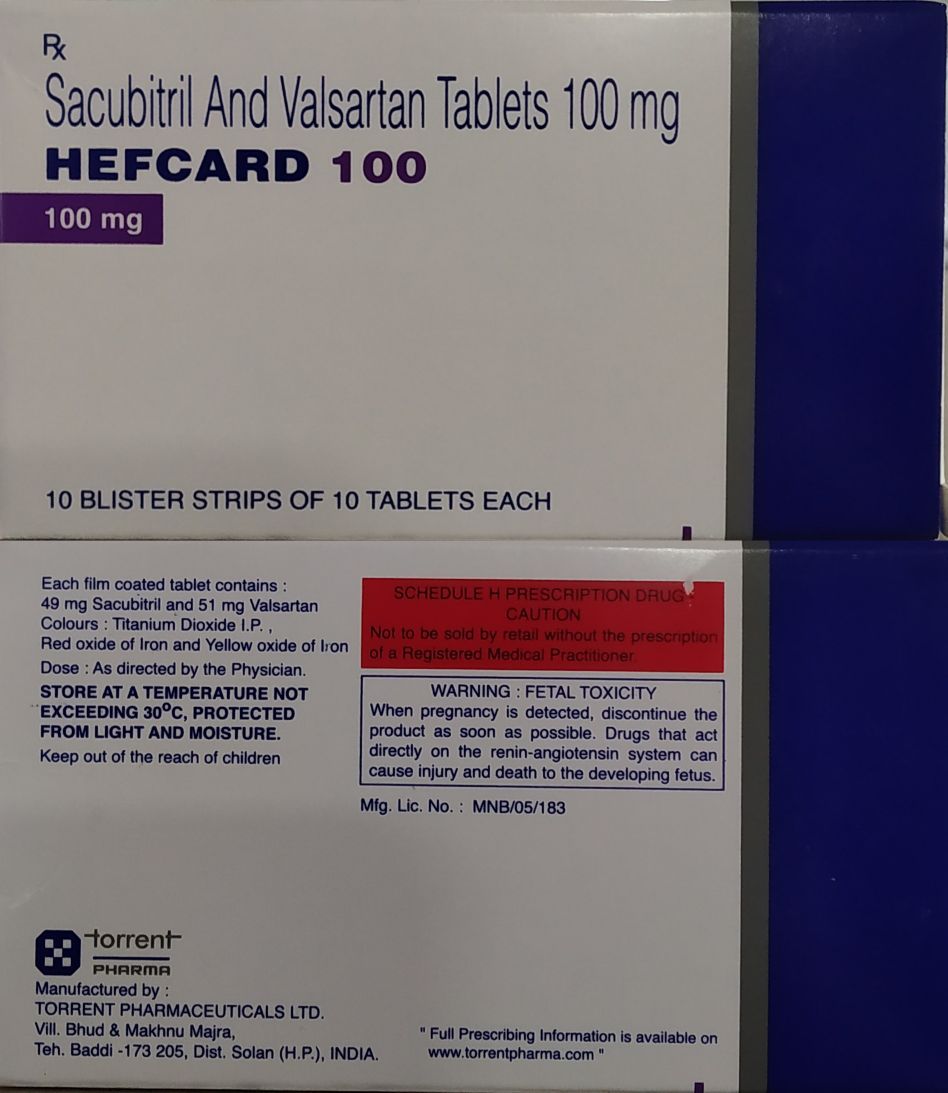 Rx
Sacubitril And Valsartan Tablets 100 mg
HEFCARD 100
100 mg
10 BLISTER STRIPS OF 10 TABLETS EACH
Each film coated tablet contains :
49 mg Sacubitril and 51 mg Valsartan
Colours : Titanium Dioxide I.P. ,
Red oxide of Iron and Yellow oxide of Iron
Dose : As directed by the Physician.
STORE AT A TEMPERATURE NOT
EXCEEDING 30°C, PROTECTED
FROM LIGHT AND MOISTURE.
Keep out of the reach of children
SCHEDULE H PRESCRIPTION DRUG
CAUTION
Not to be sold by retail without the prescription
of a Registered Medical Practitioner.
WARNING : FETAL TOXICITY
When pregnancy is detected, discontinue the
product as soon as possible. Drugs that act
directly on the renin-angiotensin system can
cause injury and death to the developing fetus.
Mfg. Lic. No. : MNB/05/183
torrent
PHARMA
Manufactured by :
TORRENT PHARMACEUTICALS LTD.
Vill. Bhud & Makhnu Majra,
Teh. Baddi -173 205, Dist. Solan (H.P.), INDIA.
" Full Prescribing Information is available on
www.torrentpharma.com "